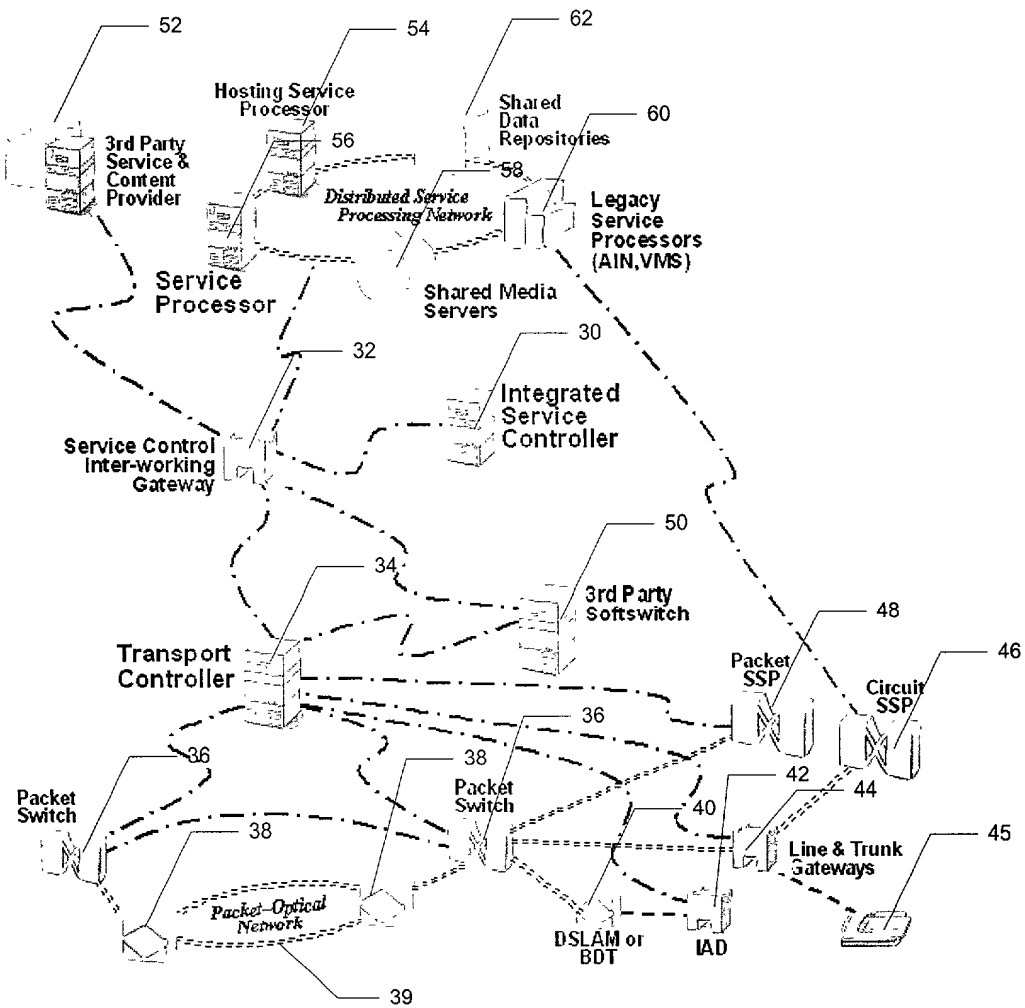 52
54
62
Hosting Service
Processor
Shared
Data
Repositories
60
56
3rd Party
Service &
Content
Provider
58
Distributed Service
Processing Network
Legacy
Service
Processors
(AIN,VMS)
Service
Processor
Shared Media
Servers
30
32
Integrated
Service
Controller
Service Control
Inter-working
Gateway
50
34
3rd Party
Softswitch
48
Transport
Controller
Packet
SSP
46
Circuit
SSP
36
38
36
42
Packet
Switch
Packet
Switch
40
44
38
45
Line & Trunk
Gateways
Packet-Optical
Network
DSLAM or
BDT
IAD
39